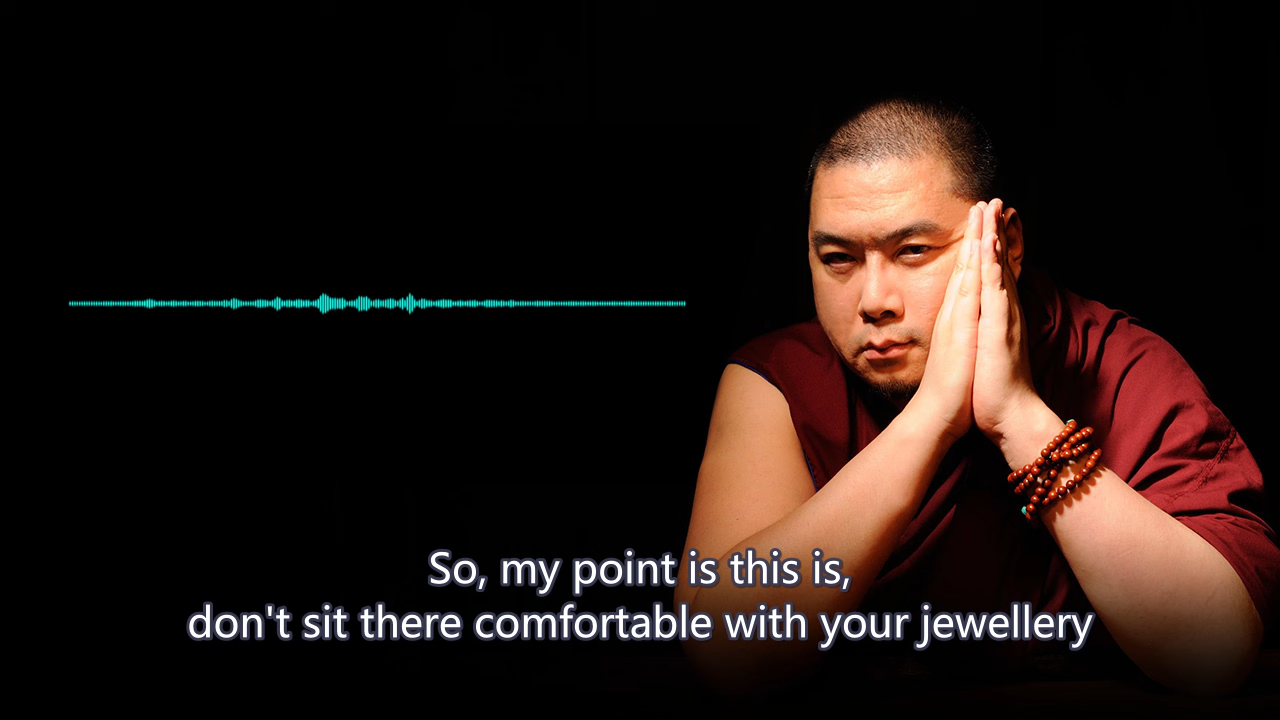 So, my point is this is,
don't sit there comfortable with your jewellery